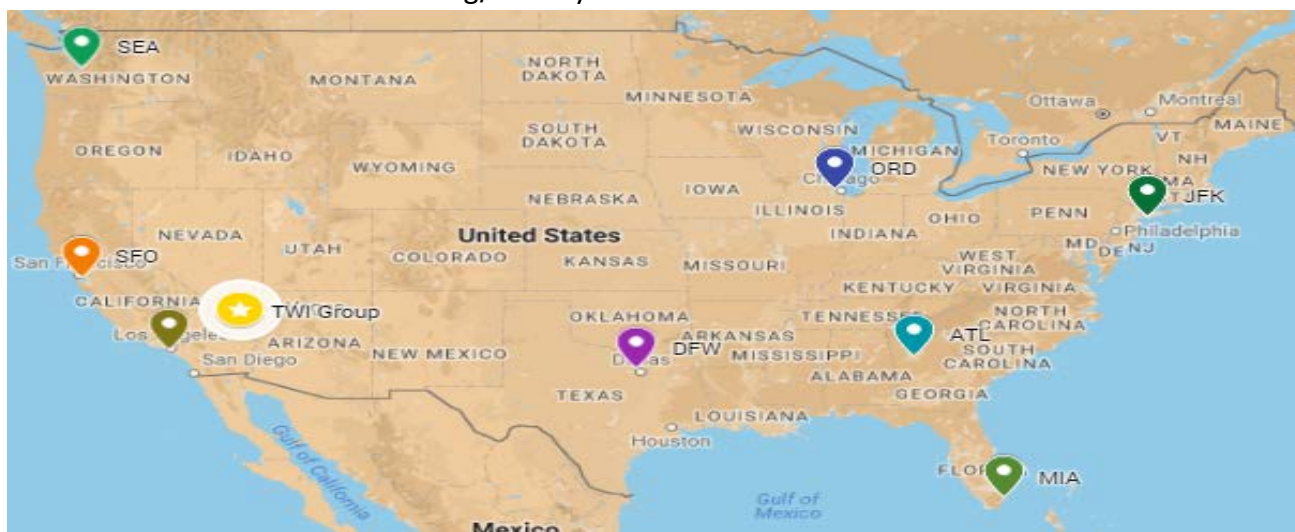 SEA
WASHINGTON
MONTANA
NORTH
DAKOTA
MINNESOTA
Ottawa
Montreal
MAINE
VT
NH
OREGON
IDAHO
SOUTH
DAKOTA
WYOMING
WISCONSIN
MICHIGAN
Toronto
NEW YORK
MA
ORD
JFK
IOWA
NEBRASKA
ILLINOIS
INDIANA
OHIO
PENN
Philadelphia
MD
DE
NJ
NEVADA
UTAH
COLORADO
United States
KANSAS
MISSOURI
WEST
VIRGINIA
KENTUCKY
VIRGINIA
SFO
CALIFORNIA
TWI Group
OKLAHOMA
TENNESSEE
NORTH
CAROLINA
ARKANSAS
ATL
SOUTH
CAROLINA
San Diego
ARIZONA
NEW MEXICO
DFW
MISSISSIPPI
ALABAMA
GEORGIA
TEXAS
LOUISIANA
Houston
Gulf of California
MIA
Gulf of
Mexico
Mexico